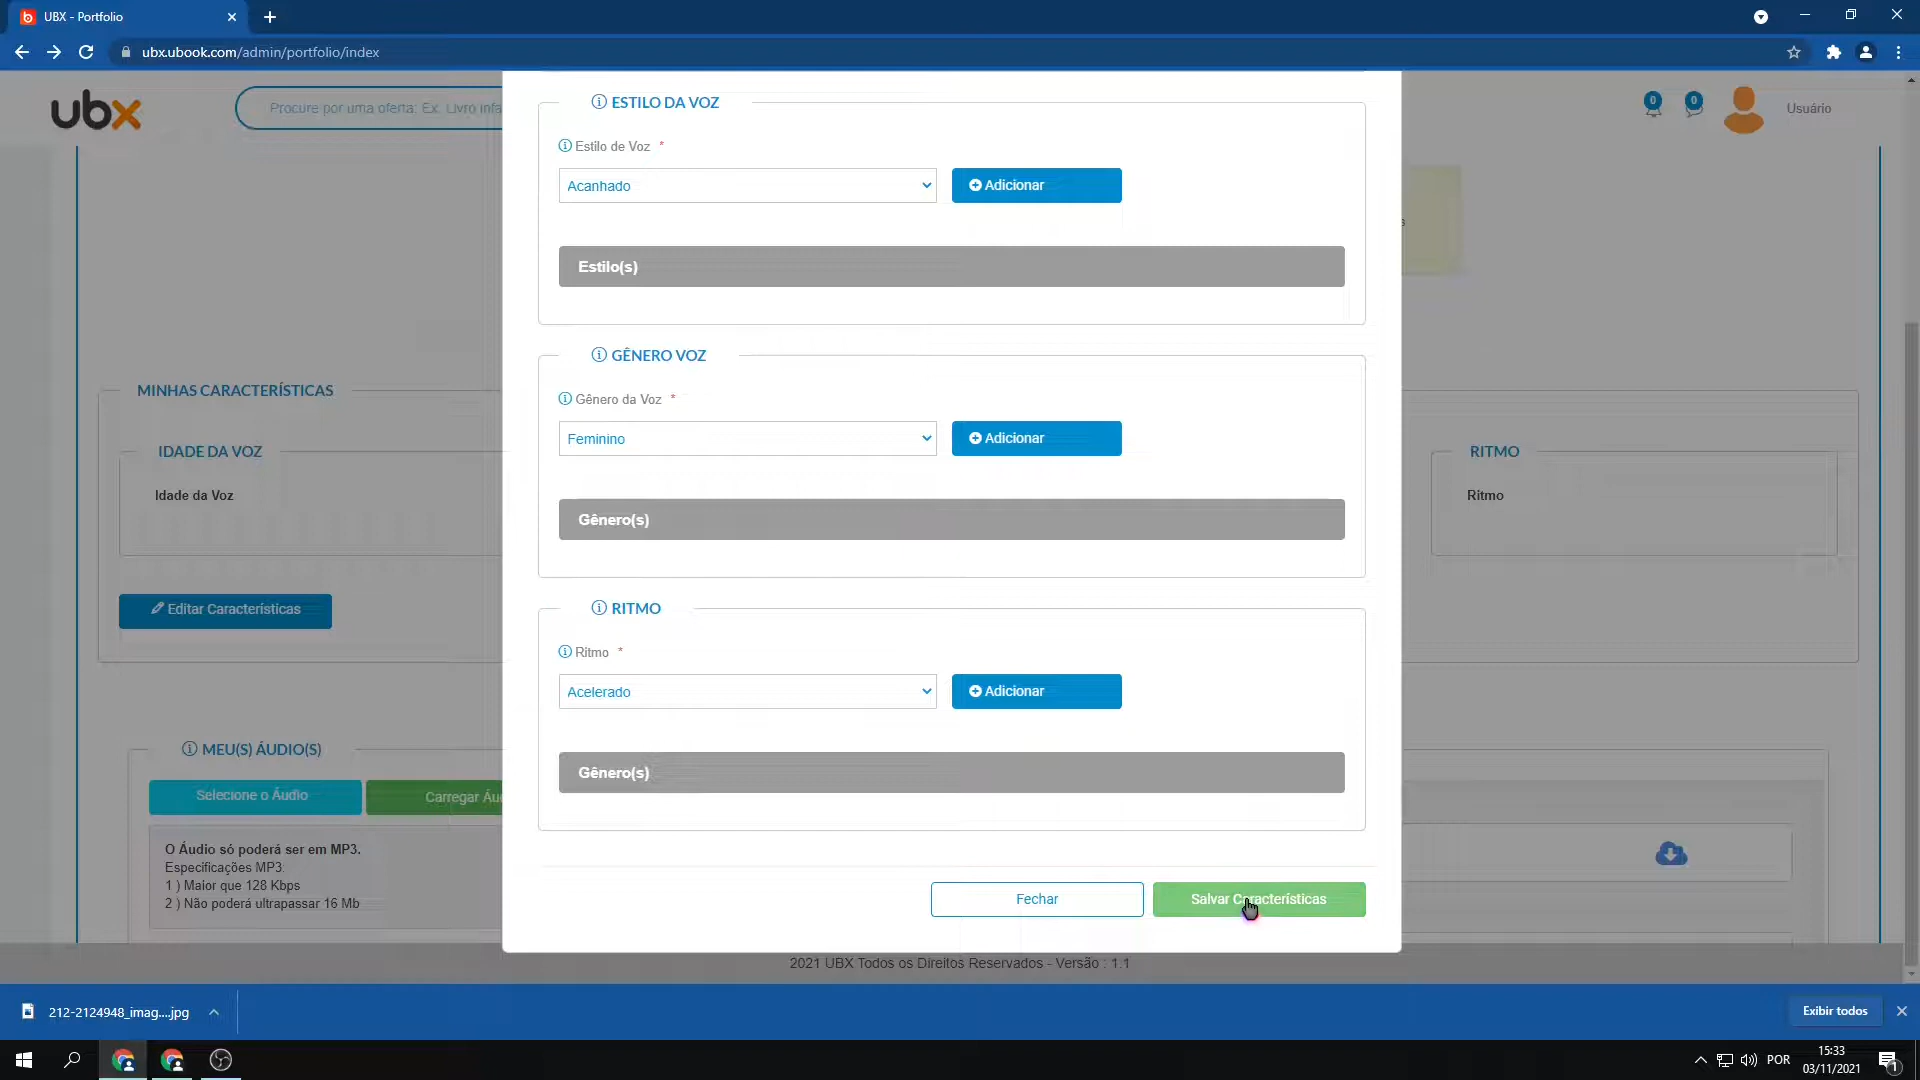 UBX - Portfolio
ubx.ubook.com/admin/portfolio/index
ubx
Procure por uma oferta: Ex. Livro infa
0
0
Usuário
ESTILO DA VOZ
Estilo de Voz *
Acanhado
Adicionar
Estilo(s)
GÊNERO VOZ
Gênero da Voz *
Feminino
Adicionar
Gênero(s)
RITMO
Ritmo *
Acelerado
Adicionar
Gênero(s)
Fechar
Salvar Características
MINHAS CARACTERÍSTICAS
IDADE DA VOZ
Idade da Voz
RITMO
Ritmo
Editar Características
MEU(S) ÁUDIO(S)
Selecione o Áudio
Carregar Áu
O Áudio só poderá ser em MP3.
Especificações MP3:
1 ) Maior que 128 Kbps
2 ) Não poderá ultrapassar 16 Mb
2021 UBX Todos os Direitos Reservados - Versão : 1.1
212-2124948_imag....jpg
Exibir todos
POR
15:33
03/11/2021
1